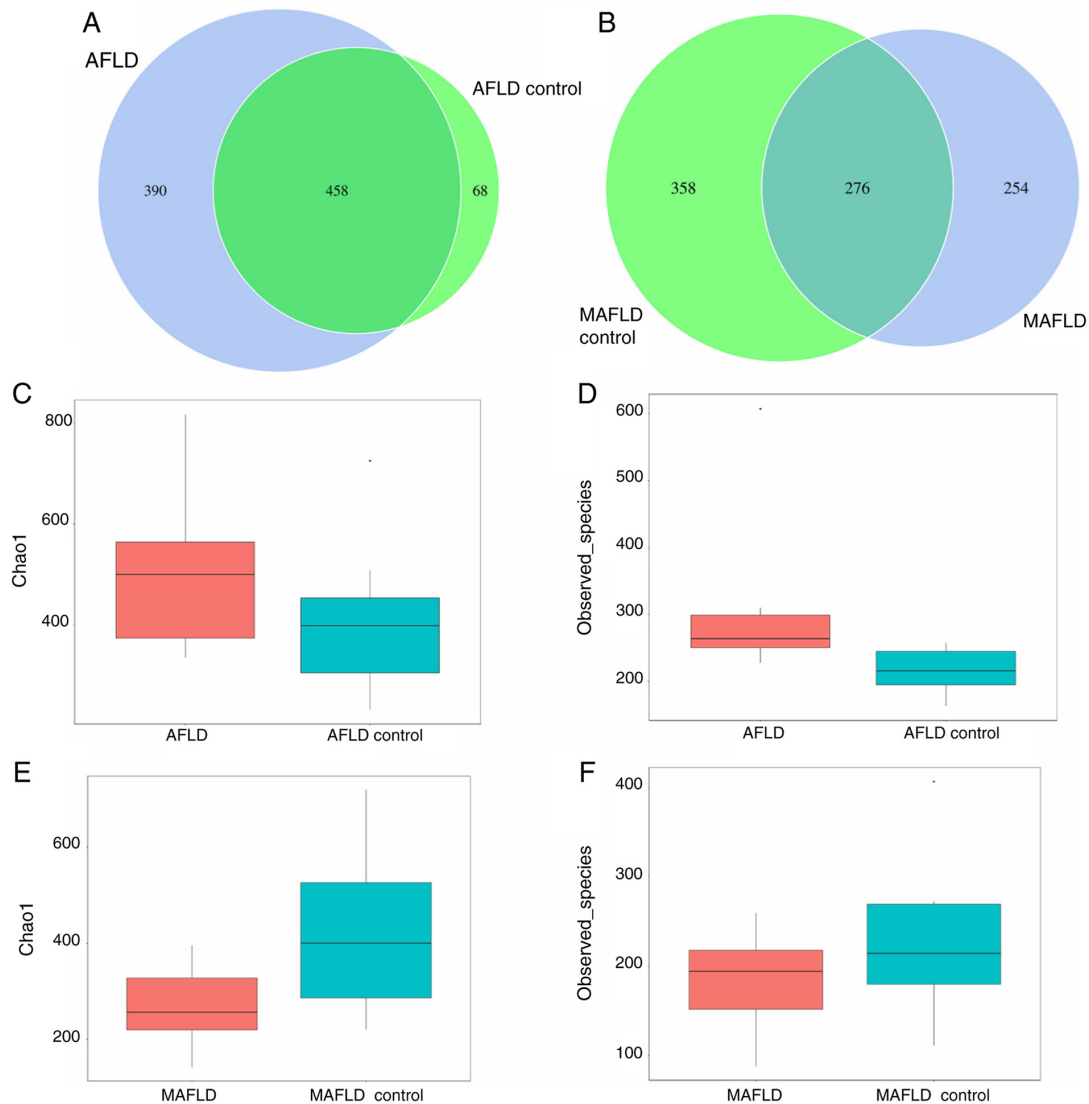 A
AFLD
AFLD control
390
458
68
B
358
276
254
MAFLD
control
MAFLD
C
800
600
400
Chao1
AFLD
AFLD control
D
600
500
400
300
200
Observed_species
AFLD
AFLD control
E
600
400
200
Chao1
MAFLD
MAFLD control
F
400
300
200
100
Observed_species
MAFLD
MAFLD control